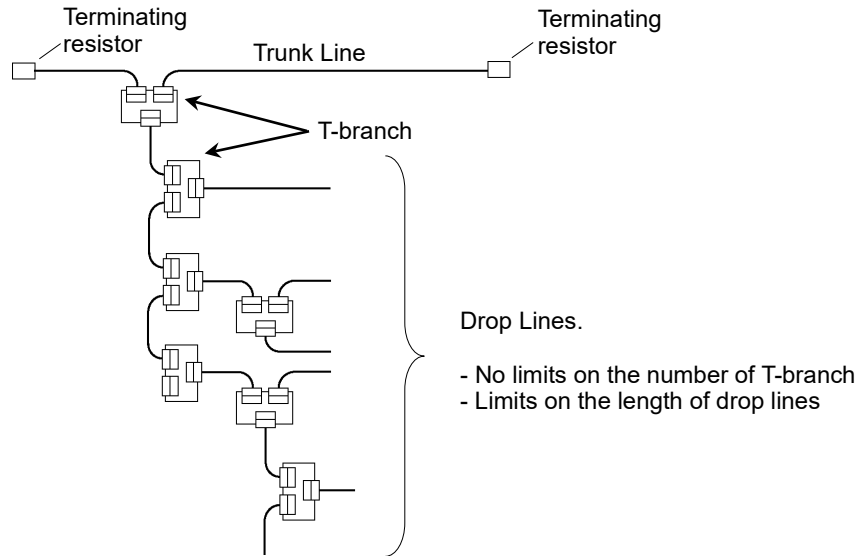 Terminating
resistor
Terminating
resistor
Trunk Line
T-branch
Drop Lines.
- No limits on the number of T-branch
- Limits on the length of drop lines